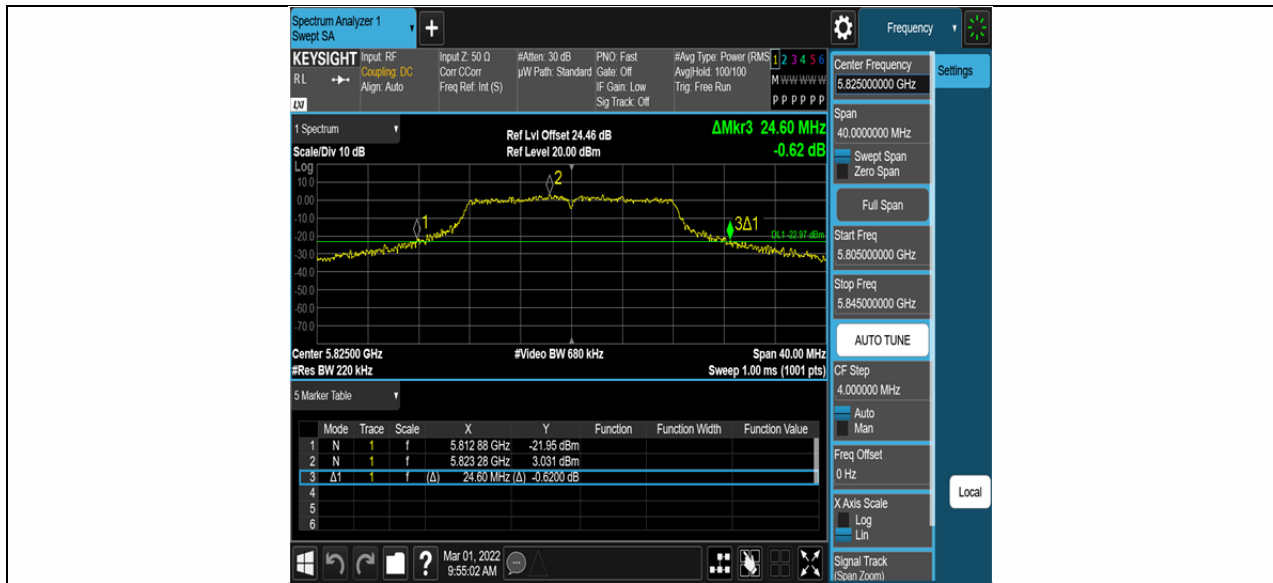 Spectrum Analyzer 1
Swept SA
+
Frequency
KEYSIGHT
RL
LXI
Input: RF
Coupling: DC
Align: Auto
Input Z: 50 Ω
Corr CCorr
Freq Ref: Int (S)
#Atten: 30 dB
µW Path: Standard
PNO: Fast
Gate: Off
IF Gain: Low
Sig Track: Off
#Avg Type: Power (RMS
Avg|Hold: 100/100
Trig: Free Run
1 2 3 4 5 6
M W W W W W
P P P P P P
1 Spectrum
Scale/Div 10 dB
Ref Lvl Offset 24.46 dB
Ref Level 20.00 dBm
ΔMkr3 24.60 MHz
-0.62 dB
Log
10.0
0.00
-10.0
-20.0
-30.0
-40.0
-50.0
-60.0
-70.0
1
2
3Δ1
DL1 -22.97 dBm
Center 5.82500 GHz
#Video BW 680 kHz
Span 40.00 MHz
#Res BW 220 kHz
Sweep 1.00 ms (1001 pts)
5 Marker Table
Mode Trace Scale X Y Function Function Width Function Value
1 N 1 f 5.812 88 GHz -21.95 dBm
2 N 1 f 5.823 28 GHz 3.031 dBm
3 Δ1 1 f (Δ) 24.60 MHz (Δ) -0.6200 dB
4
5
6
?
Mar 01, 2022
9:55:02 AM
Center Frequency
5.825000000 GHz
Settings
Span
40.0000000 MHz
Swept Span
Zero Span
Full Span
Start Freq
5.805000000 GHz
Stop Freq
5.845000000 GHz
AUTO TUNE
CF Step
4.000000 MHz
Auto
Man
Freq Offset
0 Hz
X Axis Scale
Log
Lin
Signal Track
(Span Zoom)
Local